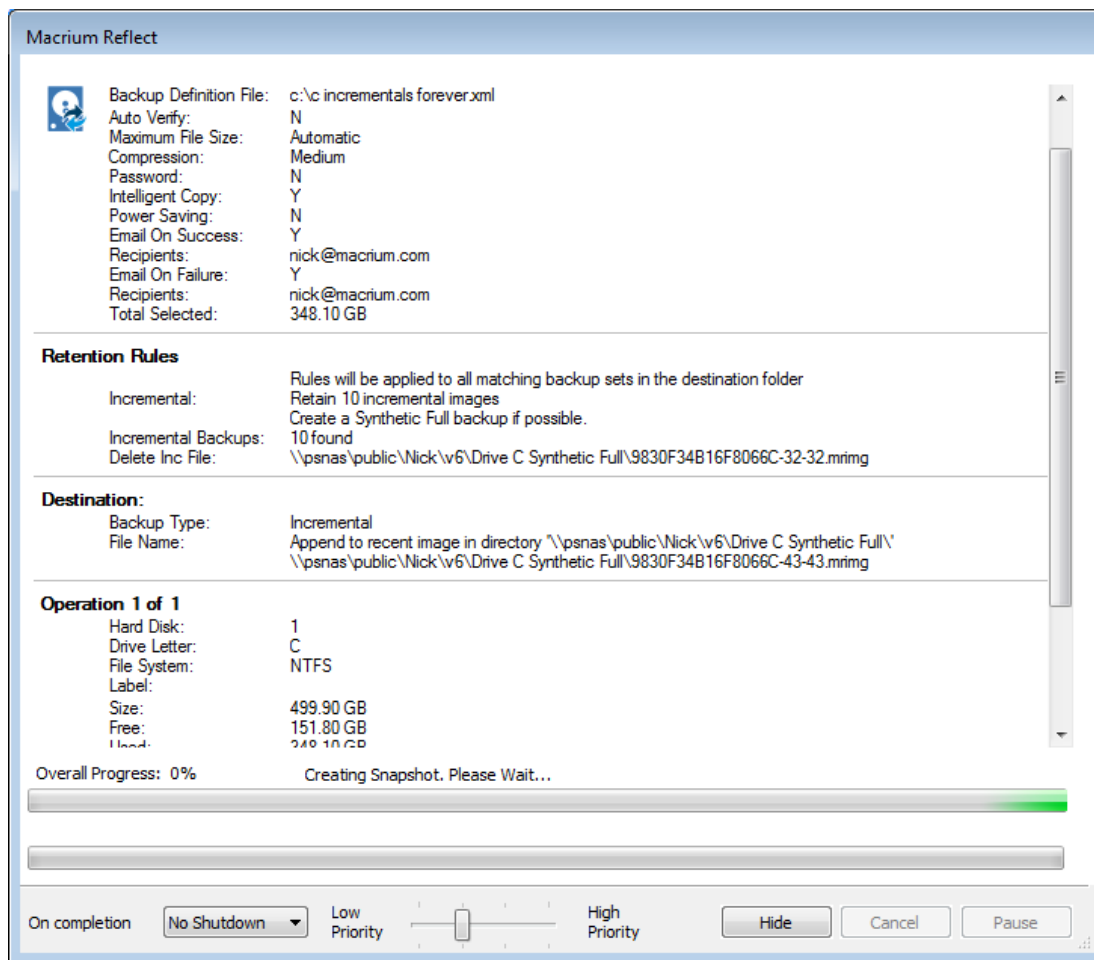 Macrium Reflect
Backup Definition File: c:\c incrementals forever.xml
Auto Verify: N
Maximum File Size: Automatic
Compression: Medium
Password: N
Intelligent Copy: Y
Power Saving: N
Email On Success: Y
Recipients: nick@macrium.com
Email On Failure: Y
Recipients: nick@macrium.com
Total Selected: 348.10 GB
Retention Rules
Rules will be applied to all matching backup sets in the destination folder
Incremental: Retain 10 incremental images
Create a Synthetic Full backup if possible.
Incremental Backups: 10 found
Delete Inc File: \\psnas\public\Nick\v6\Drive C Synthetic Full\9830F34B16F8066C-32-32.mrimg
Destination:
Backup Type: Incremental
File Name: Append to recent image in directory '\\psnas\public\Nick\v6\Drive C Synthetic Full\'
\\psnas\public\Nick\v6\Drive C Synthetic Full\9830F34B16F8066C-43-43.mrimg
Operation 1 of 1
Hard Disk: 1
Drive Letter: C
File System: NTFS
Label:
Size: 499.90 GB
Free: 151.80 GB
Used: 348.10 GB
Overall Progress: 0% Creating Snapshot. Please Wait...
On completion No Shutdown Low Priority High Priority Hide Cancel Pause